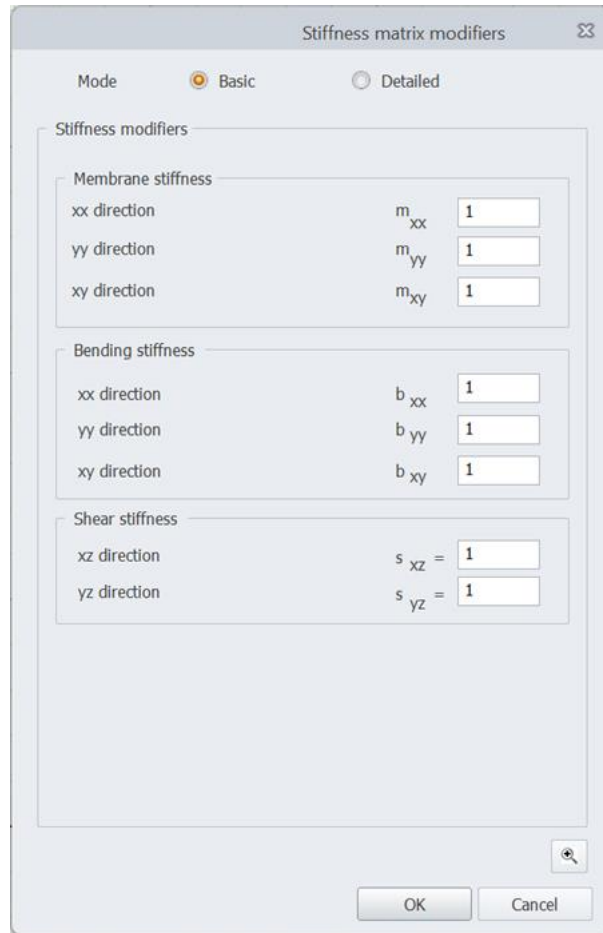 Stiffness matrix modifiers
Mode Basic Detailed
Stiffness modifiers
Membrane stiffness
xx direction m xx 1
yy direction m yy 1
xy direction m xy 1
Bending stiffness
xx direction b xx 1
yy direction b yy 1
xy direction b xy 1
Shear stiffness
xz direction s xz = 1
yz direction s yz = 1
OK Cancel